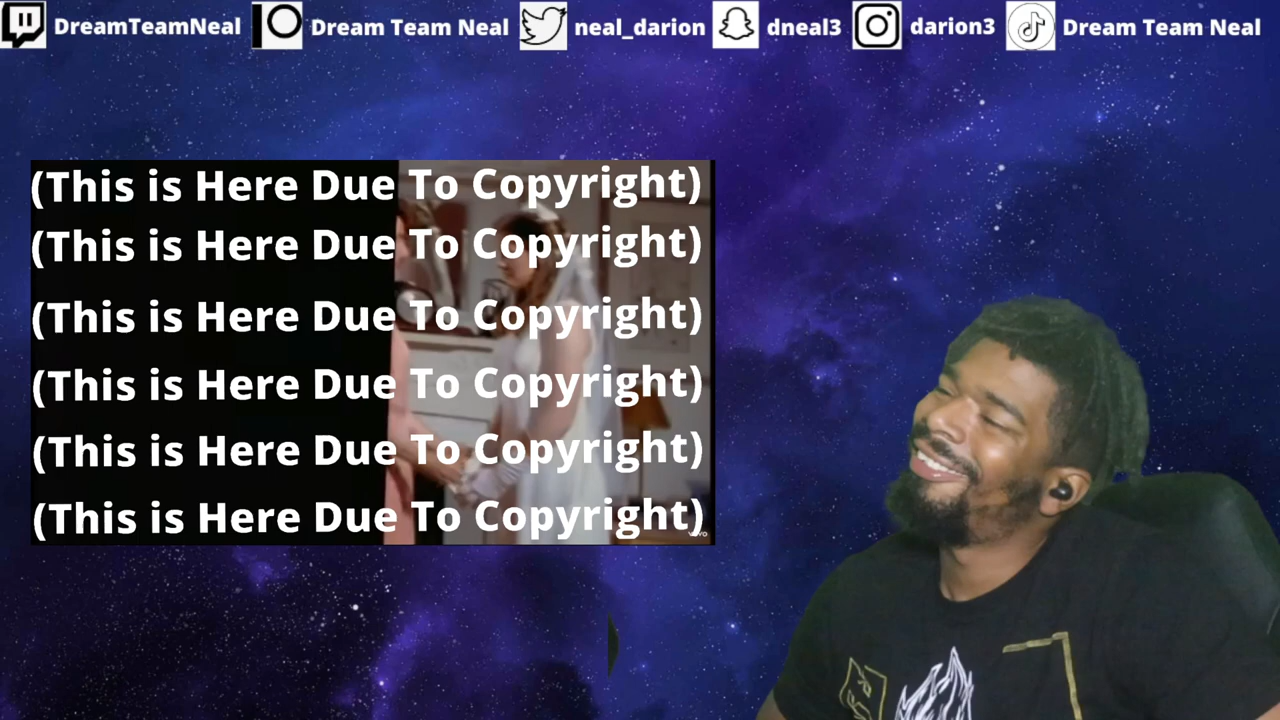 DreamTeamNeal Dream Team Neal neal_darion dneal3 darion3 Dream Team Neal
(This is Here Due To Copyright)
(This is Here Due To Copyright)
(This is Here Due To Copyright)
(This is Here Due To Copyright)
(This is Here Due To Copyright)
(This is Here Due To Copyright)
vevo